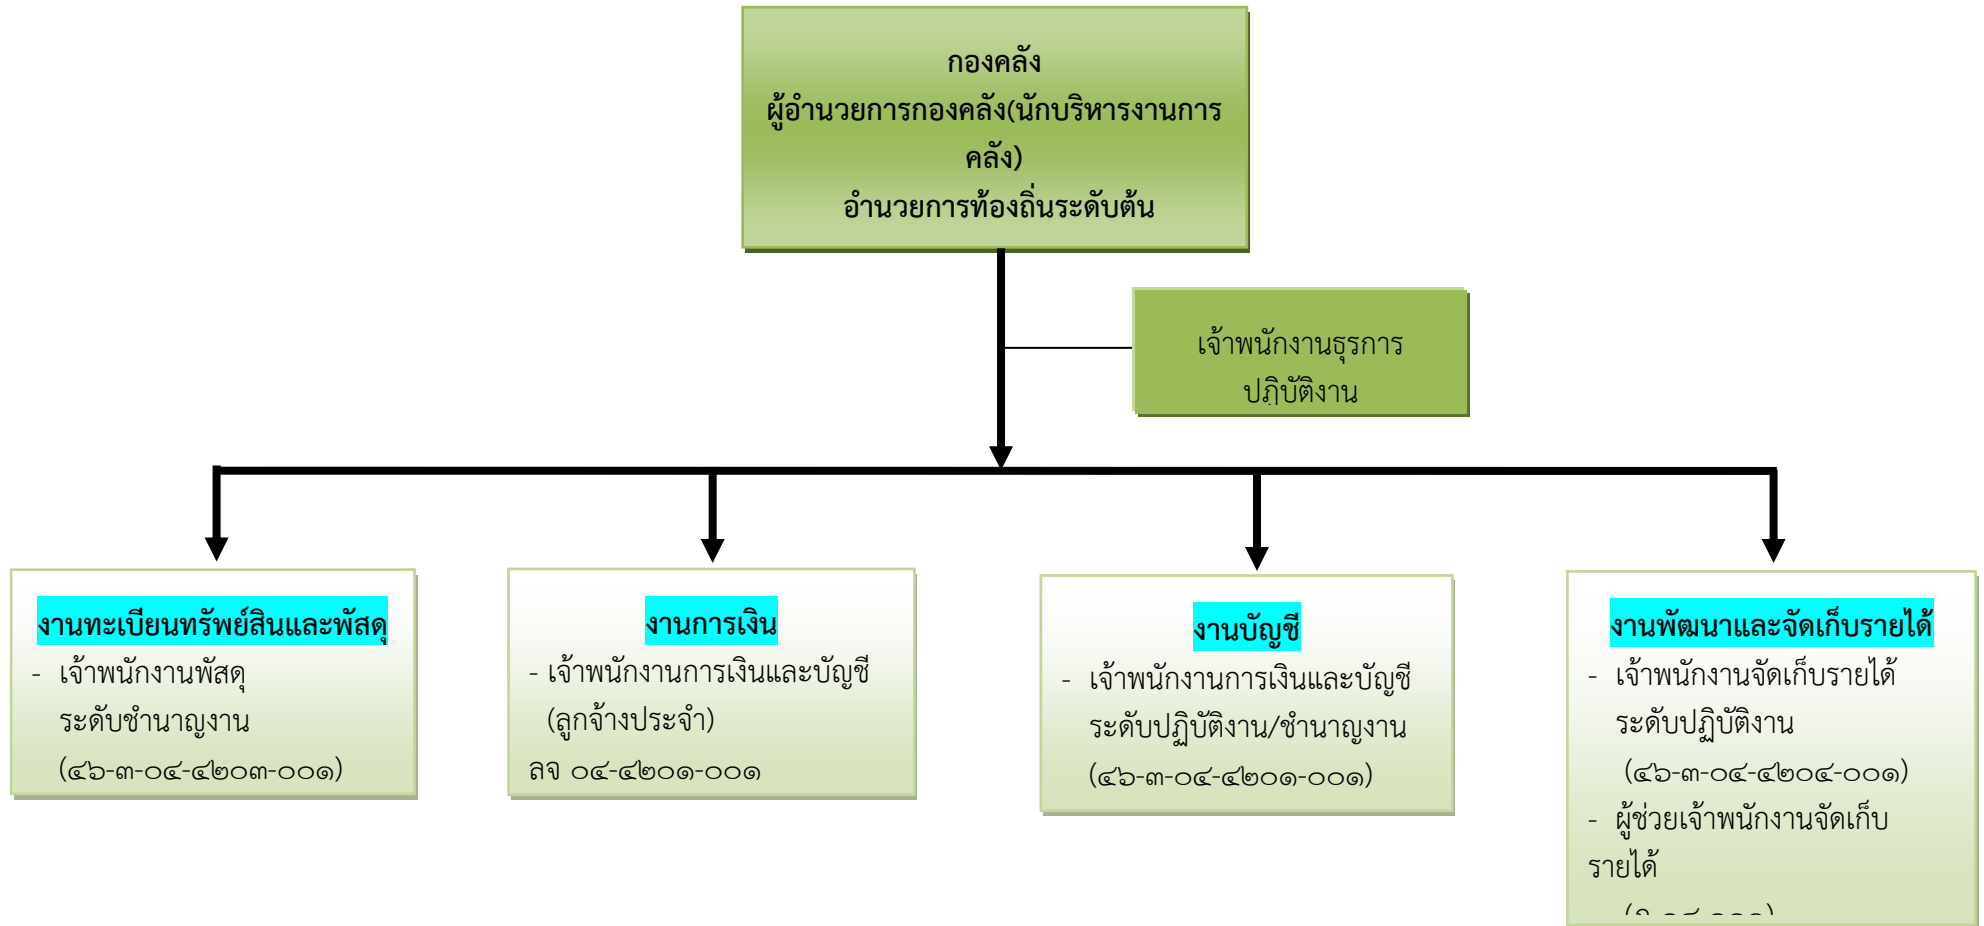 กองคลัง
ผู้อำนวยการกองคลัง(นักบริหารงานการ
คลัง)
อำนวยการท้องถิ่นระดับต้น
เจ้าพนักงานธุรการ
ปฏิบัติงาน
งานทะเบียนทรัพย์สินและพัสดุ
- เจ้าพนักงานพัสดุ
ระดับชำนาญงาน
(๔๖-๓-๐๔-๔๒๐๓-๐๐๑)
งานการเงิน
- เจ้าพนักงานการเงินและบัญชี
(ลูกจ้างประจำ)
ลจ ๐๔-๔๒๐๑-๐๐๑
งานบัญชี
- เจ้าพนักงานการเงินและบัญชี
ระดับปฏิบัติงาน/ชำนาญงาน
(๔๖-๓-๐๔-๔๒๐๑-๐๐๑)
งานพัฒนาและจัดเก็บรายได้
- เจ้าพนักงานจัดเก็บรายได้
ระดับปฏิบัติงาน
(๔๖-๓-๐๔-๔๒๐๔-๐๐๑)
- ผู้ช่วยเจ้าพนักงานจัดเก็บ
รายได้